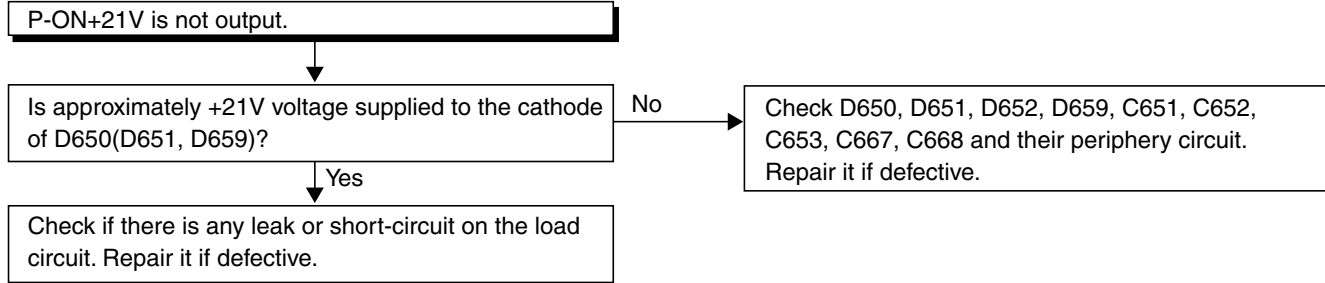 P-ON+21V is not output.
Is approximately +21V voltage supplied to the cathode
of D650(D651, D659)?
No
Check D650, D651, D652, D659, C651, C652,
C653, C667, C668 and their periphery circuit.
Repair it if defective.
Yes
Check if there is any leak or short-circuit on the load
circuit. Repair it if defective.